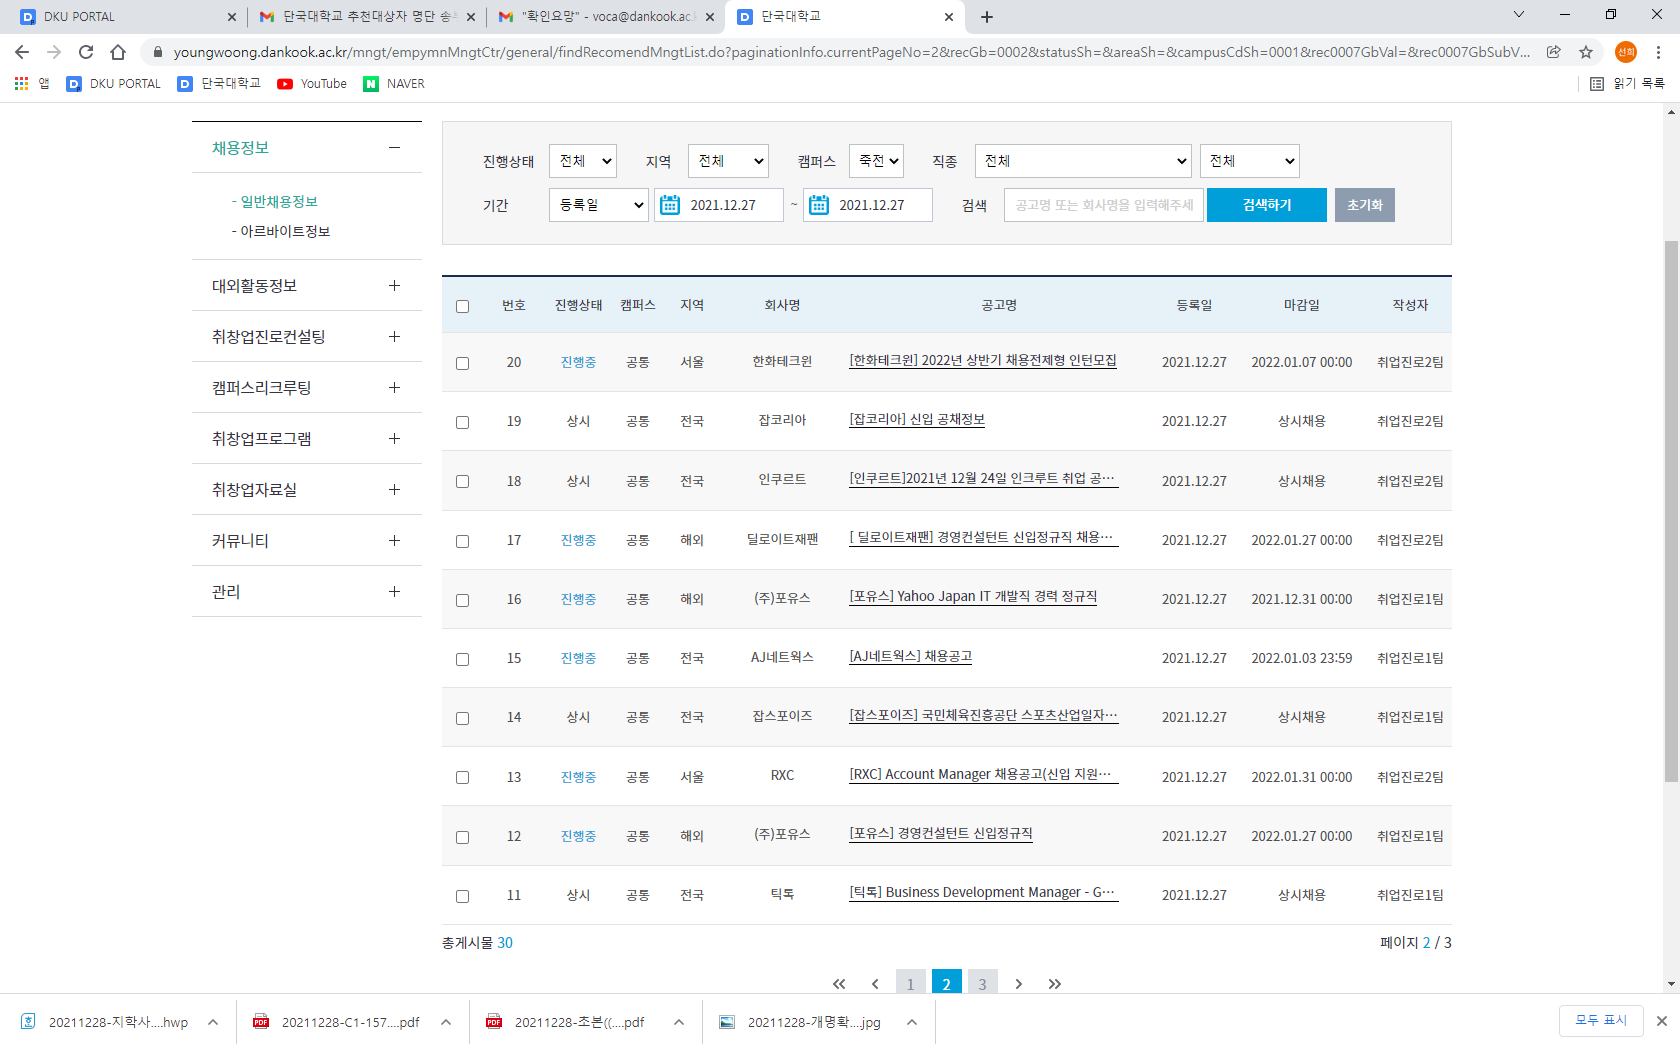 DKU PORTAL
단국대학교 추천대상자 명단 송부
"확인요망" - voca@dankook.ac.k
단국대학교
youngwoong.dankook.ac.kr/mngt/empymnMngtCtr/general/findRecomendMngtList.do?paginationInfo.currentPageNo=2&recGb=0002&statusSh=&areaSh=&campusCdSh=0001&rec0007GbVal=&rec0007GbSubV...
선희
앱 DKU PORTAL 단국대학교 YouTube NAVER 읽기 목록
채용정보
- 일반채용정보
- 아르바이트정보
대외활동정보
취창업진로컨설팅
캠퍼스리크루팅
취창업프로그램
취창업자료실
커뮤니티
관리
진행상태 전체 지역 전체 캠퍼스 죽전 직종 전체 전체
기간 등록일 2021.12.27 ~ 2021.12.27 검색 공고명 또는 회사명을 입력해주세 검색하기 초기화
번호 진행상태 캠퍼스 지역 회사명 공고명 등록일 마감일 작성자
20 진행중 공통 서울 한화테크윈 [한화테크윈] 2022년 상반기 채용전제형 인턴모집 2021.12.27 2022.01.07 00:00 취업진로2팀
19 상시 공통 전국 잡코리아 [잡코리아] 신입 공채정보 2021.12.27 상시채용 취업진로2팀
18 상시 공통 전국 인쿠르트 [인쿠르트]2021년 12월 24일 인크루트 취업 공… 2021.12.27 상시채용 취업진로2팀
17 진행중 공통 해외 딜로이트재팬 [ 딜로이트재팬] 경영컨설턴트 신입정규직 채용… 2021.12.27 2022.01.27 00:00 취업진로2팀
16 진행중 공통 해외 (주)포유스 [포유스] Yahoo Japan IT 개발직 경력 정규직 2021.12.27 2021.12.31 00:00 취업진로1팀
15 진행중 공통 전국 AJ네트웍스 [AJ네트웍스] 채용공고 2021.12.27 2022.01.03 23:59 취업진로1팀
14 상시 공통 전국 잡스포이즈 [잡스포이즈] 국민체육진흥공단 스포츠산업일자… 2021.12.27 상시채용 취업진로1팀
13 진행중 공통 서울 RXC [RXC] Account Manager 채용공고(신입 지원… 2021.12.27 2022.01.31 00:00 취업진로2팀
12 진행중 공통 해외 (주)포유스 [포유스] 경영컨설턴트 신입정규직 2021.12.27 2022.01.27 00:00 취업진로1팀
11 상시 공통 전국 틱톡 [틱톡] Business Development Manager - G… 2021.12.27 상시채용 취업진로1팀
총게시물 30 페이지 2 / 3
1 2 3
20211228-지학사....hwp 20211228-C1-157....pdf 20211228-초본((....pdf 20211228-개명확....jpg 모두 표시